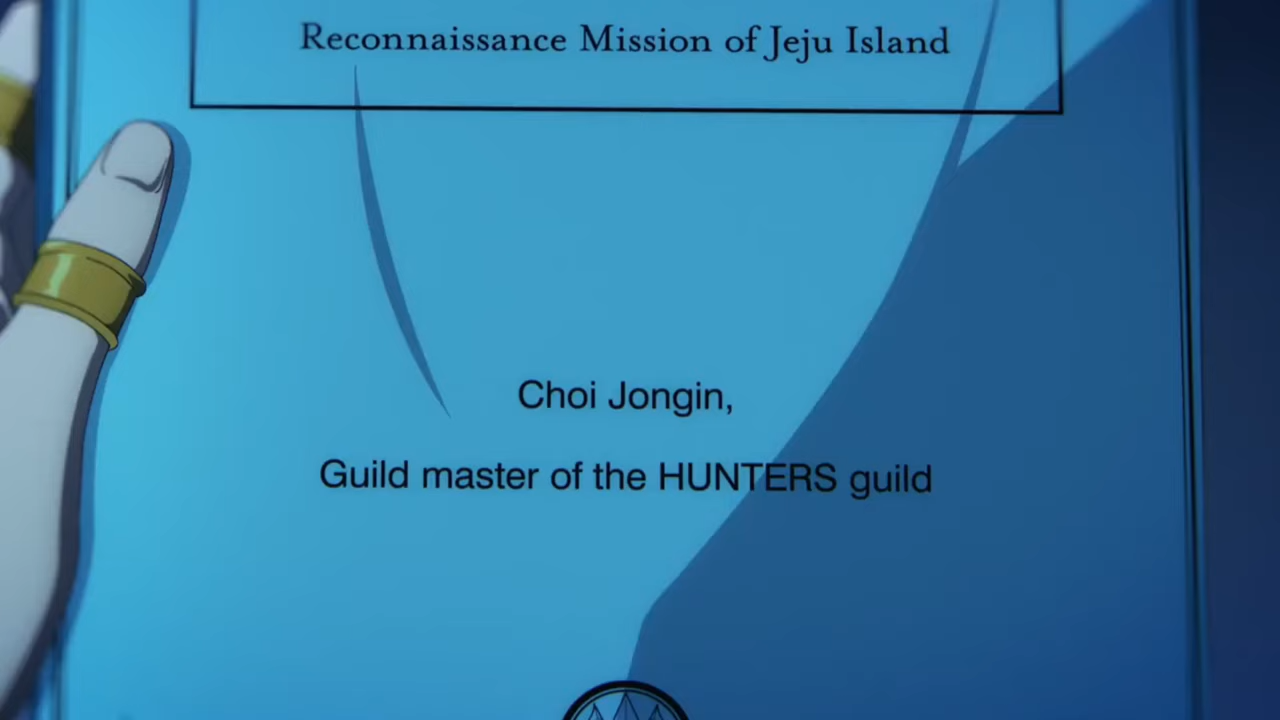 Reconnaissance Mission of Jeju Island
Choi Jongin,
Guild master of the HUNTERS guild